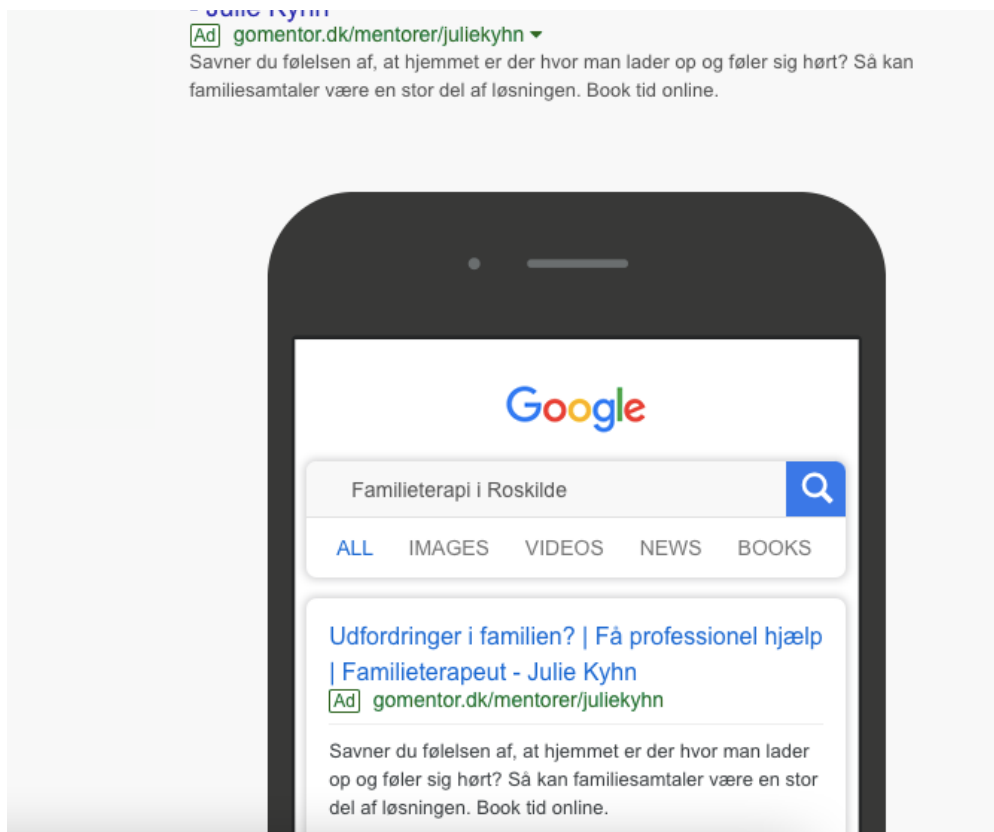 - Julie Kyhn
Ad gomentor.dk/mentorer/juliekyhn
Savner du følelsen af, at hjemmet er der hvor man lader op og føler sig hørt? Så kan
familiesamtaler være en stor del af løsningen. Book tid online.
Google
Familieterapi i Roskilde
ALL IMAGES VIDEOS NEWS BOOKS
Udfordringer i familien? | Få professionel hjælp
| Familieterapeut - Julie Kyhn
Ad gomentor.dk/mentorer/juliekyhn
Savner du følelsen af, at hjemmet er der hvor man lader
op og føler sig hørt? Så kan familiesamtaler være en stor
del af løsningen. Book tid online.